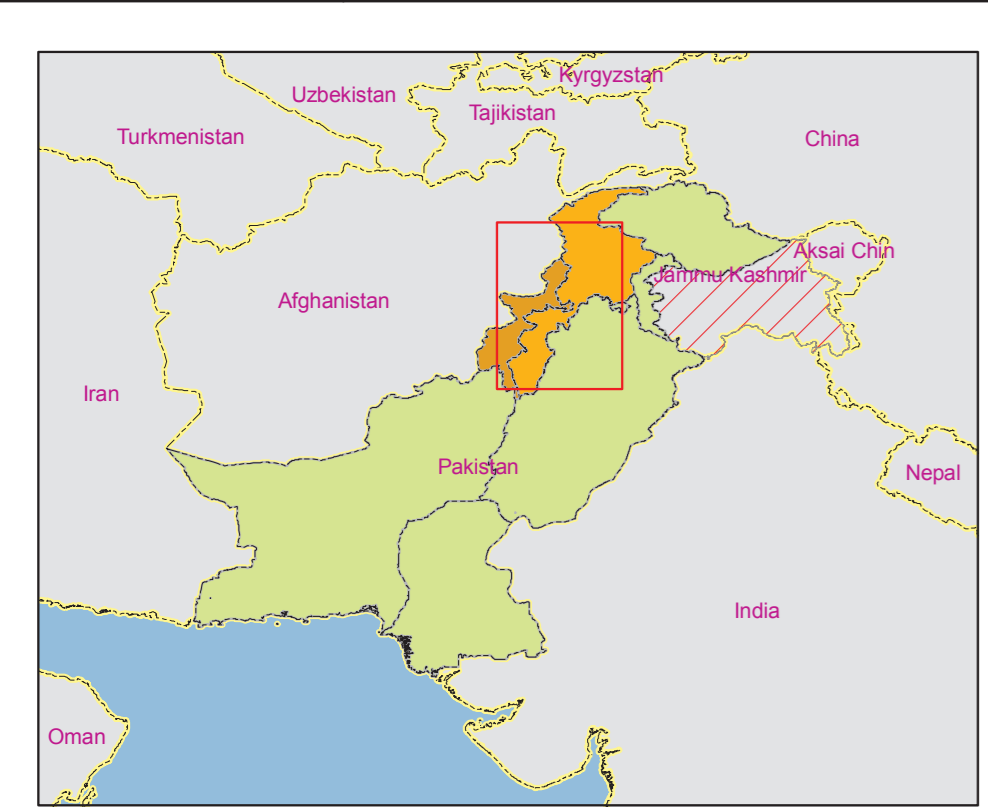 Kyrgyzstan
Uzbekistan
Tajikistan
Turkmenistan
China
Aksai Chin
Jammu Kashmir
Afghanistan
Iran
Pakistan
Nepal
India
Oman